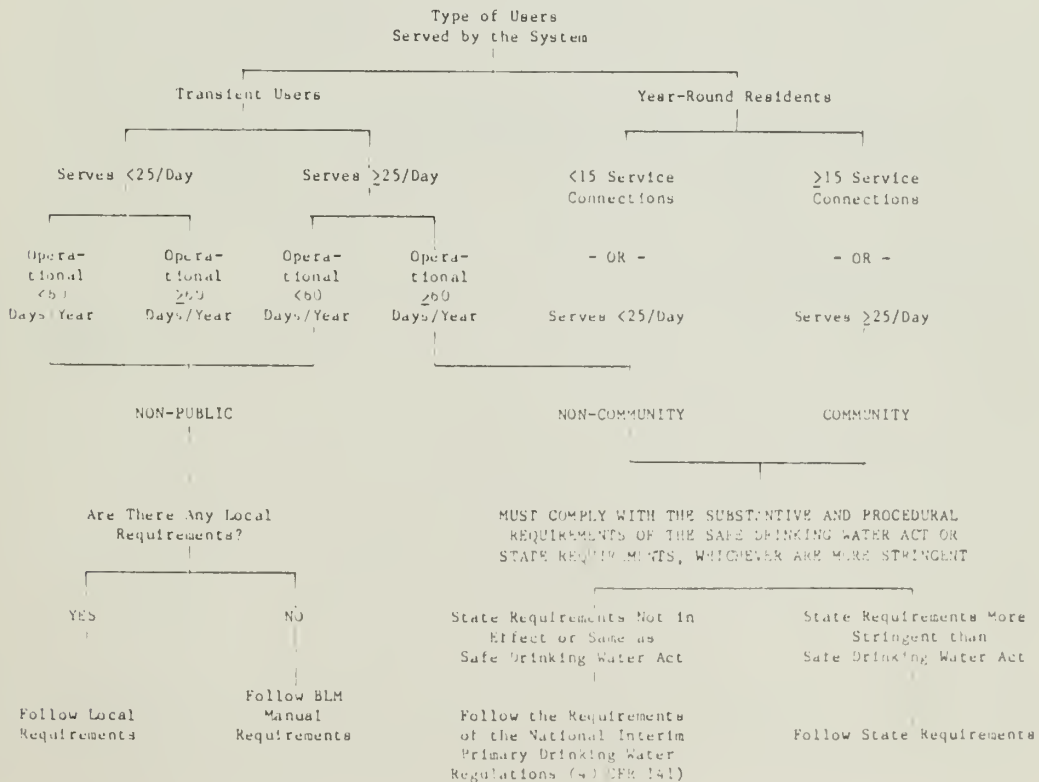 Type of Users
Served by the System
Transient Users
Year-Round Residents
Serves <25/Day
Serves ≥25/Day
<15 Service
Connections
≥15 Service
Connections
Opera-
tional
<60
Days/Year
Opera-
tional
≥60
Days/Year
Opera-
tional
<60
Days/Year
Opera-
tional
≥60
Days/Year
- OR -
Serves <25/Day
- OR -
Serves ≥25/Day
NON-PUBLIC
NON-COMMUNITY
COMMUNITY
Are There Any Local
Requirements?
MUST COMPLY WITH THE SUBSTANTIVE AND PROCEDURAL
REQUIREMENTS OF THE SAFE DRINKING WATER ACT OR
STATE REQUIREMENTS, WHICHEVER ARE MORE STRINGENT
YES
NO
State Requirements Not in
Effect or Same as
Safe Drinking Water Act
State Requirements More
Stringent than
Safe Drinking Water Act
Follow Local
Requirements
Follow BLM
Manual
Requirements
Follow the Requirements
of the National Interim
Primary Drinking Water
Regulations (40 CFR 141)
Follow State Requirements